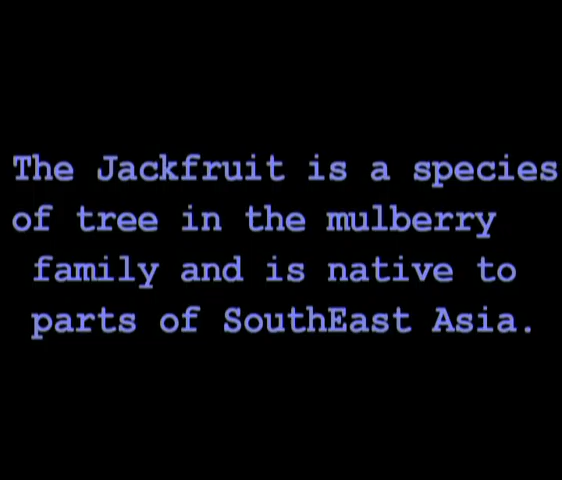 The Jackfruit is a species
of tree in the mulberry
family and is native to
parts of SouthEast Asia.